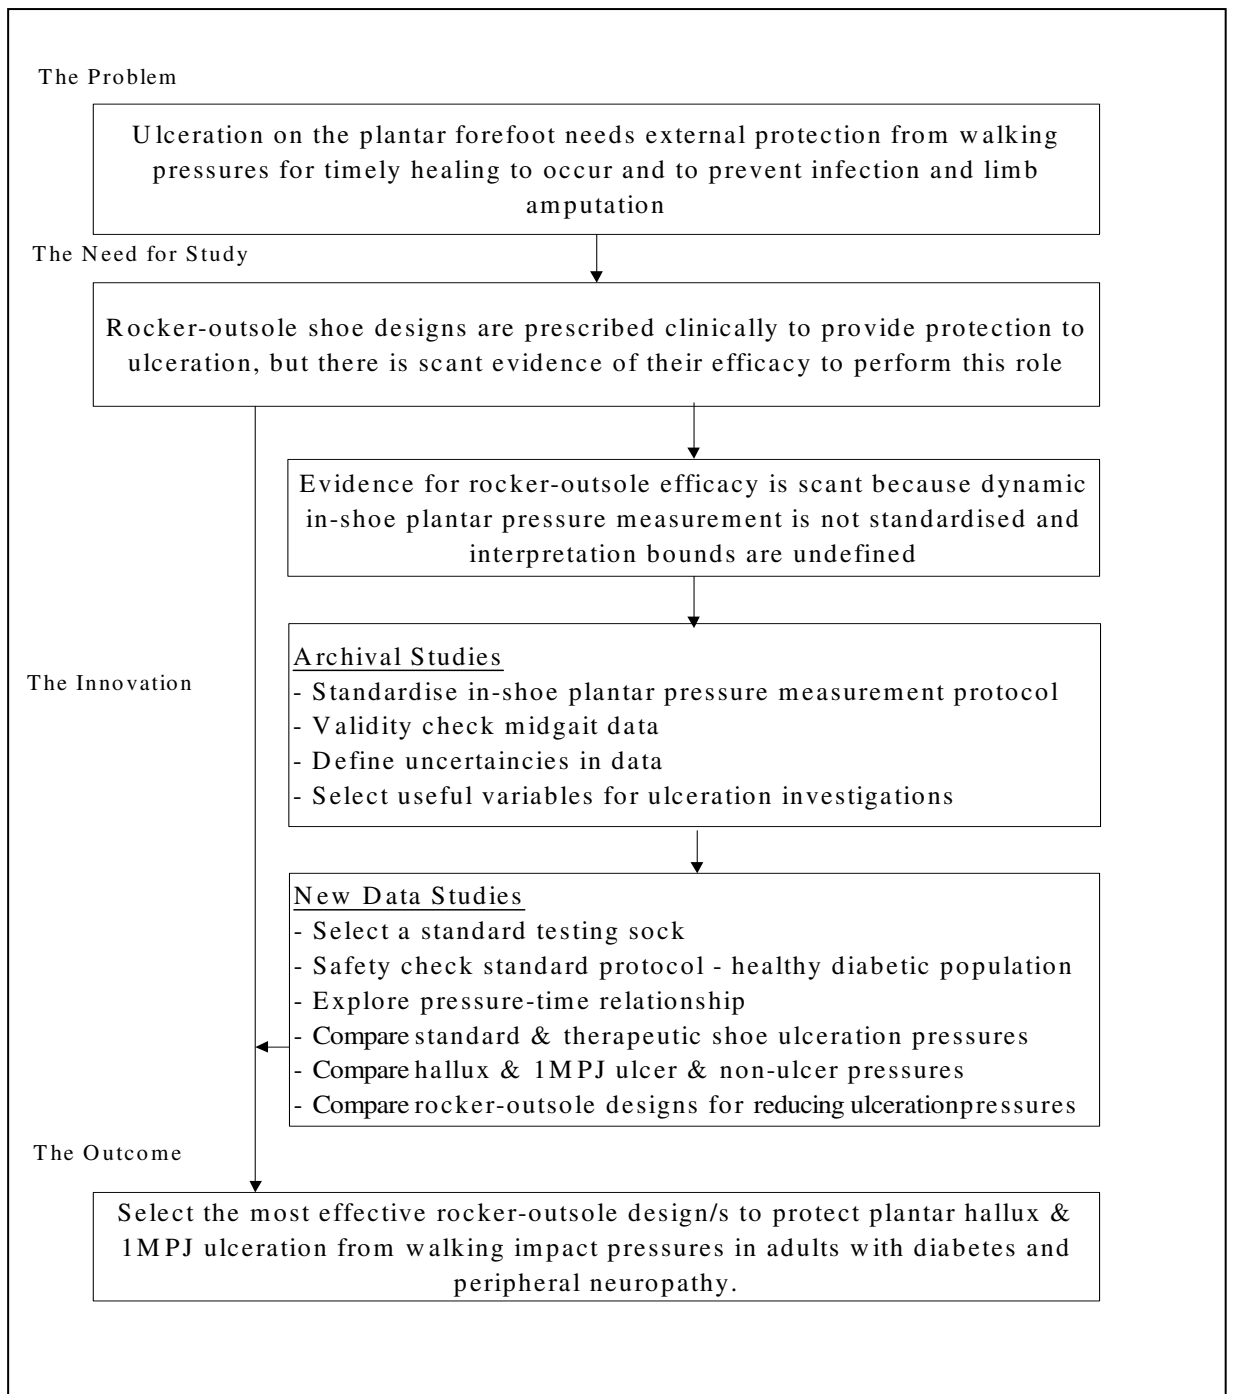 The Problem
Ulceration on the plantar forefoot needs external protection from walking
pressures for timely healing to occur and to prevent infection and limb
amputation
The Need for Study
Rocker-outsole shoe designs are prescribed clinically to provide protection to
ulceration, but there is scant evidence of their efficacy to perform this role
Evidence for rocker-outsole efficacy is scant because dynamic
in-shoe plantar pressure measurement is not standardised and
interpretation bounds are undefined
The Innovation
Archival Studies
- Standardise in-shoe plantar pressure measurement protocol
- Validity check midgait data
- Define uncertaincies in data
- Select useful variables for ulceration investigations
New Data Studies
- Select a standard testing sock
- Safety check standard protocol - healthy diabetic population
- Explore pressure-time relationship
- Compare standard & therapeutic shoe ulceration pressures
- Compare hallux & 1MPJ ulcer & non-ulcer pressures
- Compare rocker-outsole designs for reducing ulceration pressures
The Outcome
Select the most effective rocker-outsole design/s to protect plantar hallux &
1MPJ ulceration from walking impact pressures in adults with diabetes and
peripheral neuropathy.